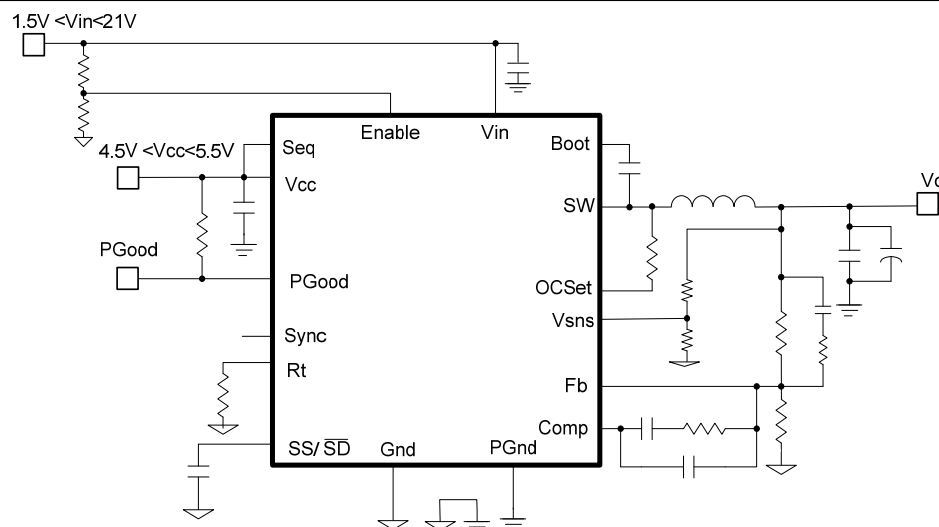 1.5V <Vin<21V
Enable
Vin
Boot
4.5V <Vcc<5.5V
Seq
Vcc
SW
PGood
PGood
OCSet
Vsns
Sync
Rt
Fb
Comp
SS/ SD
Gnd
PGnd